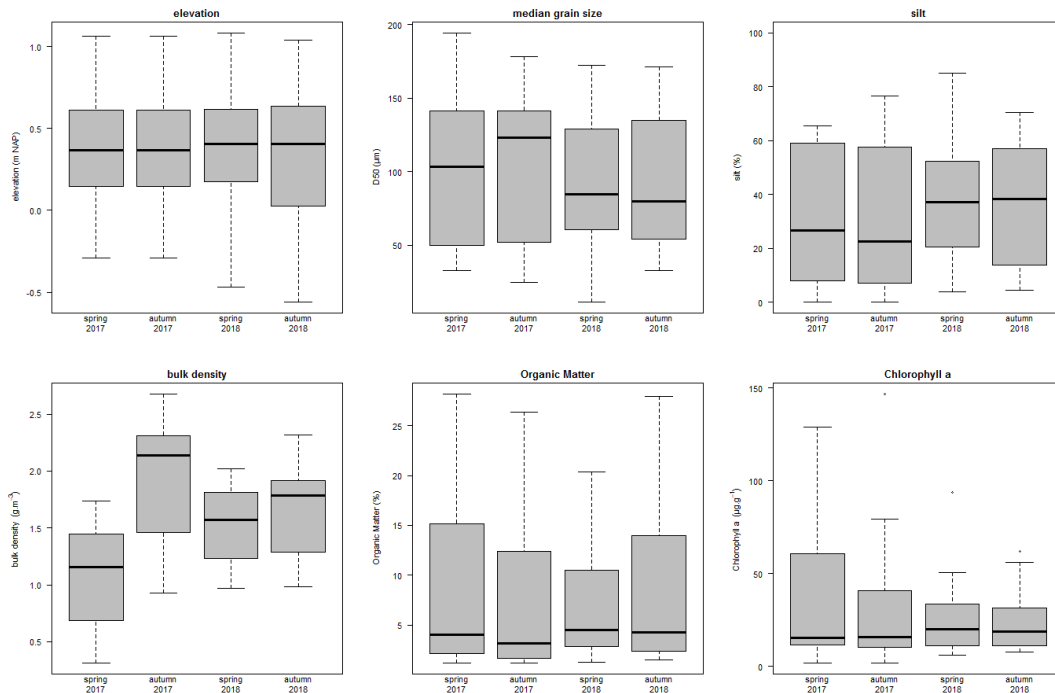 elevation
elevation (m NAP)
1.0
0.5
0.0
-0.5
spring
2017
autumn
2017
spring
2018
autumn
2018
median grain size
D50 (µm)
200
150
100
50
spring
2017
autumn
2017
spring
2018
autumn
2018
silt
silt (%)
100
80
60
40
20
0
spring
2017
autumn
2017
spring
2018
autumn
2018
bulk density
bulk density (g.m⁻³)
2.5
2.0
1.5
1.0
0.5
spring
2017
autumn
2017
spring
2018
autumn
2018
Organic Matter
Organic Matter (%)
25
20
15
10
5
spring
2017
autumn
2017
spring
2018
autumn
2018
Chlorophyll a
Chlorophyll a (µg.g⁻¹)
150
100
50
0
spring
2017
autumn
2017
spring
2018
autumn
2018